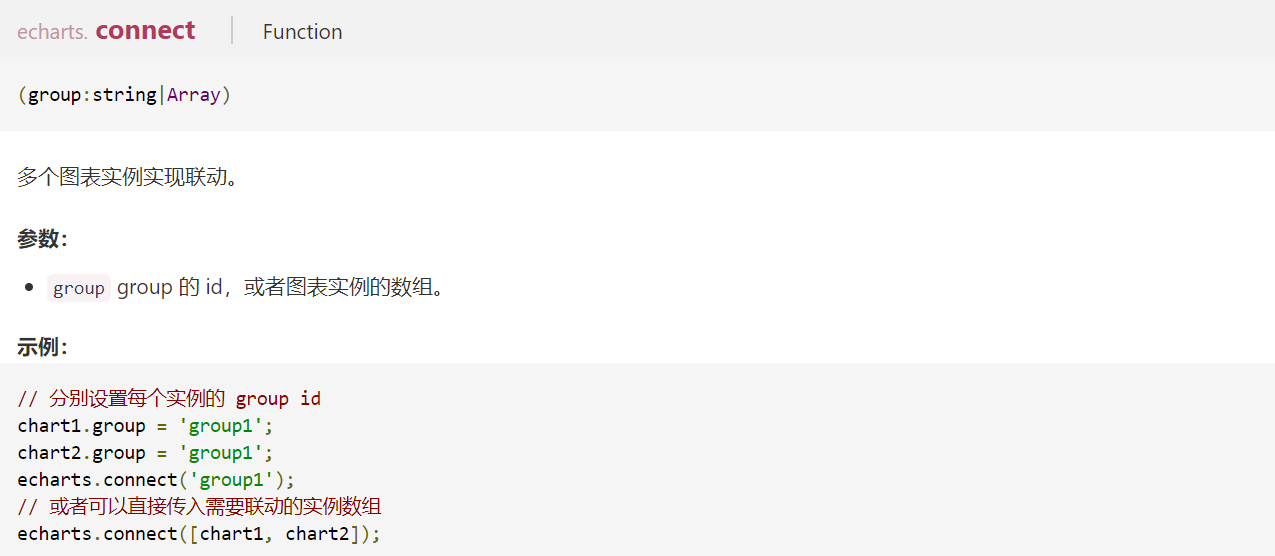 echarts. connect Function
(group:string|Array)
多个图表实例实现联动。
参数：
group group 的 id，或者图表实例的数组。
示例：
// 分别设置每个实例的 group id
chart1.group = 'group1';
chart2.group = 'group1';
echarts.connect('group1');
// 或者可以直接传入需要联动的实例数组
echarts.connect([chart1, chart2]);